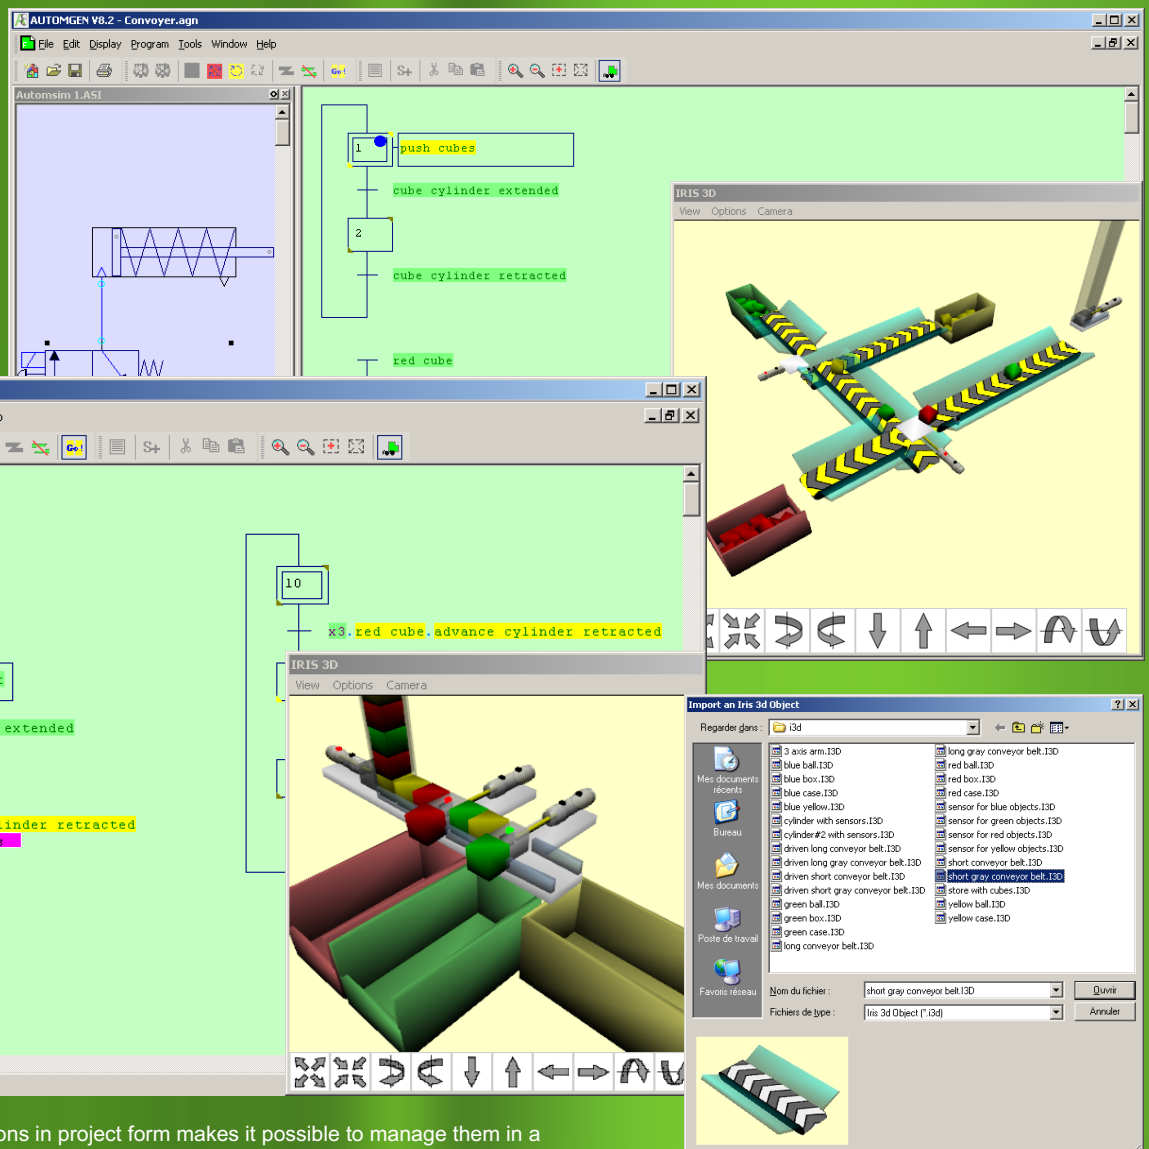 AUTOMGEN V8.2 - Convoyer.agn
File Edit Display Program Tools Window Help
Go!
S+
Automsim 1.ASI
1
push cubes
cube cylinder extended
2
cube cylinder retracted
red cube
IRIS 3D
View Options Camera
Go!
S+
10
x3.red cube.advance cylinder retracted
extended
linder retracted
IRIS 3D
View Options Camera
Import an Iris 3d Object
Regarder dans :
i3d
Mes documents récents
Bureau
Mes documents
Poste de travail
Favoris réseau
3 axis arm.I3D
blue ball.I3D
blue box.I3D
blue case.I3D
blue yellow.I3D
cylinder with sensors.I3D
cylinder#2 with sensors.I3D
driven long conveyor belt.I3D
driven long gray conveyor belt.I3D
driven short conveyor belt.I3D
driven short gray conveyor belt.I3D
green ball.I3D
green box.I3D
green case.I3D
long conveyor belt.I3D
long gray conveyor belt.I3D
red ball.I3D
red box.I3D
red case.I3D
sensor for blue objects.I3D
sensor for green objects.I3D
sensor for red objects.I3D
sensor for yellow objects.I3D
short conveyor belt.I3D
short gray conveyor belt.I3D
store with cubes.I3D
yellow ball.I3D
yellow case.I3D
Nom du fichier :
short gray conveyor belt.I3D
Ouvrir
Fichiers de type :
Iris 3d Object (*.i3d)
Annuler
ons in project form makes it possible to manage them in a